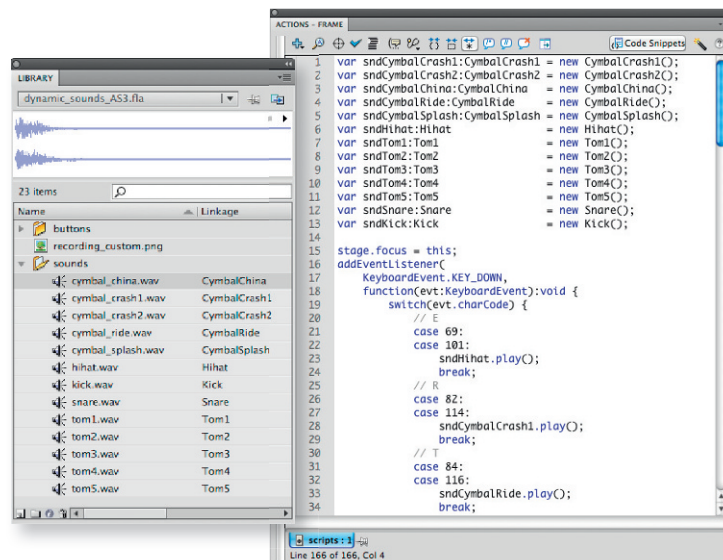 LIBRARY
dynamic_sounds_AS3.fla
23 items
Name Linkage
buttons
recording_custom.png
sounds
cymbal_china.wav CymbalChina
cymbal_crash1.wav CymbalCrash1
cymbal_crash2.wav CymbalCrash2
cymbal_ride.wav CymbalRide
cymbal_splash.wav CymbalSplash
hihat.wav Hihat
kick.wav Kick
snare.wav Snare
tom1.wav Tom1
tom2.wav Tom2
tom3.wav Tom3
tom4.wav Tom4
tom5.wav Tom5
ACTIONS – FRAME
Code Snippets
1 var sndCymbalCrash1:CymbalCrash1 = new CymbalCrash1();
2 var sndCymbalCrash2:CymbalCrash2 = new CymbalCrash2();
3 var sndCymbalChina:CymbalChina = new CymbalChina();
4 var sndCymbalRide:CymbalRide = new CymbalRide();
5 var sndCymbalSplash:CymbalSplash = new CymbalSplash();
6 var sndHihat:Hihat = new Hihat();
7 var sndTom1:Tom1 = new Tom1();
8 var sndTom2:Tom2 = new Tom2();
9 var sndTom3:Tom3 = new Tom3();
10 var sndTom4:Tom4 = new Tom4();
11 var sndTom5:Tom5 = new Tom5();
12 var sndSnare:Snare = new Snare();
13 var sndKick:Kick = new Kick();
14
15 stage.focus = this;
16 addEventListener(
17 KeyboardEvent.KEY_DOWN,
18 function(evt:KeyboardEvent):void {
19 switch(evt.charCode) {
20 // E
21 case 69:
22 case 101:
23 sndHihat.play();
24 break;
25 // R
26 case 82:
27 case 114:
28 sndCymbalCrash1.play();
29 break;
30 // T
31 case 84:
32 case 116:
33 sndCymbalRide.play();
34 break;
scripts : 1
Line 166 of 166, Col 4